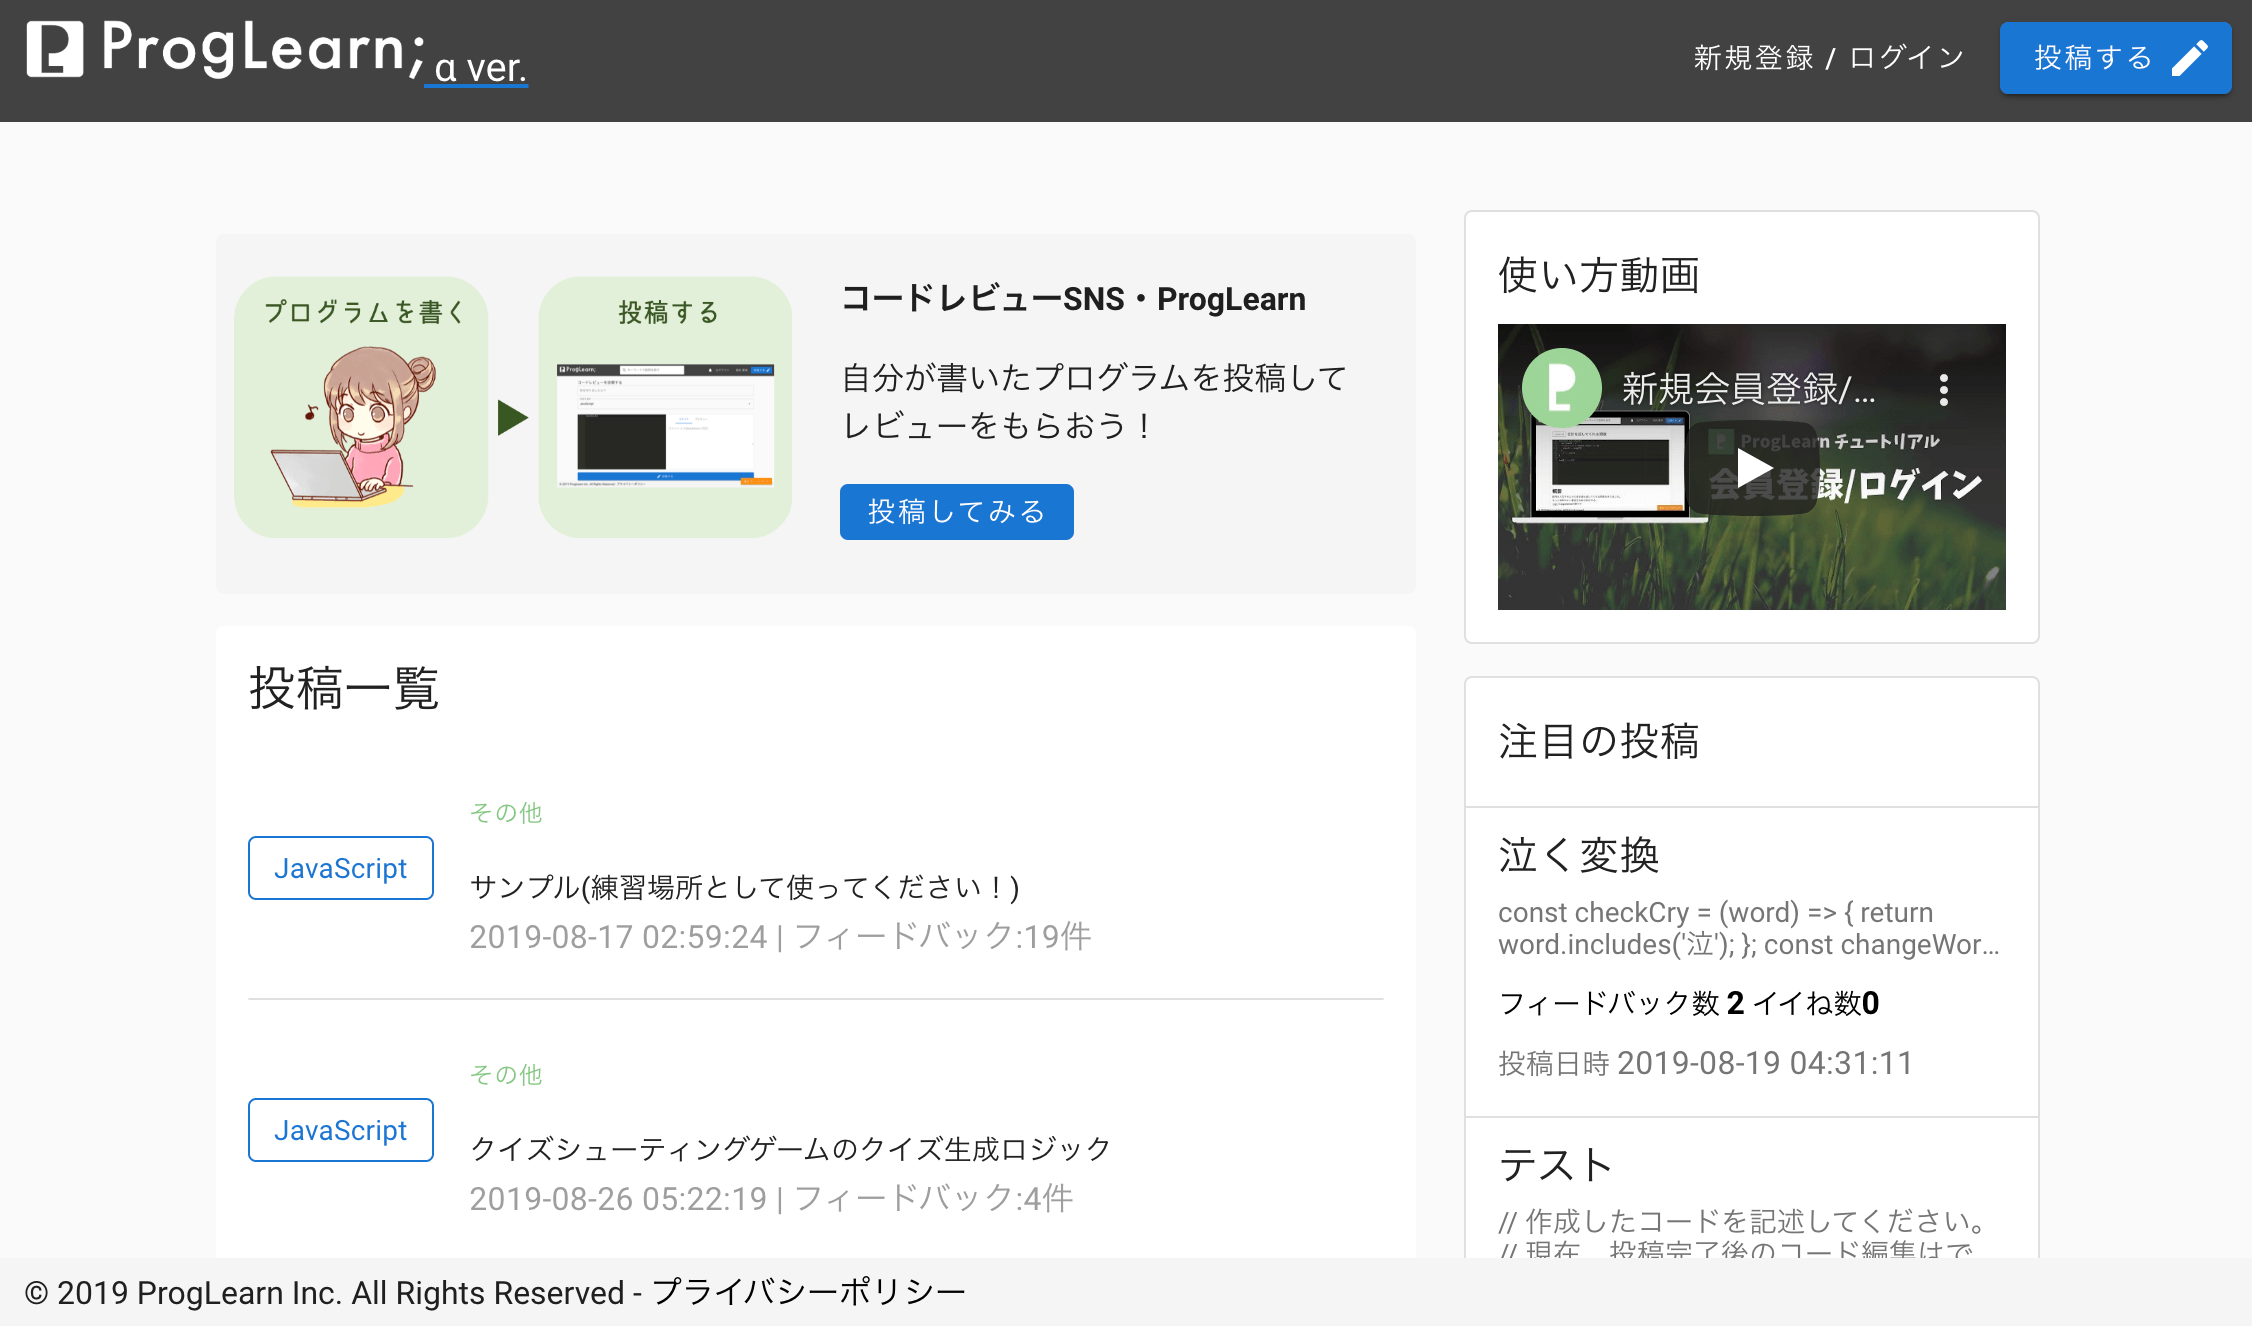 ProgLearn; α ver.
新規登録 / ログイン
投稿する
プログラムを書く
投稿する
コードレビューSNS・ProgLearn
自分が書いたプログラムを投稿して
レビューをもらおう！
投稿してみる
使い方動画
新規会員登録/...
ProgLearn チュートリアル
会員登録/ログイン
投稿一覧
その他
JavaScript
サンプル(練習場所として使ってください！)
2019-08-17 02:59:24 | フィードバック:19件
その他
JavaScript
クイズシューティングゲームのクイズ生成ロジック
2019-08-26 05:22:19 | フィードバック:4件
注目の投稿
泣く変換
const checkCry = (word) => { return
word.includes('泣'); }; const changeWor...
フィードバック数 2 イイね数0
投稿日時 2019-08-19 04:31:11
テスト
// 作成したコードを記述してください。
// 現在、投稿完了後のコード編集はで
© 2019 ProgLearn Inc. All Rights Reserved - プライバシーポリシー